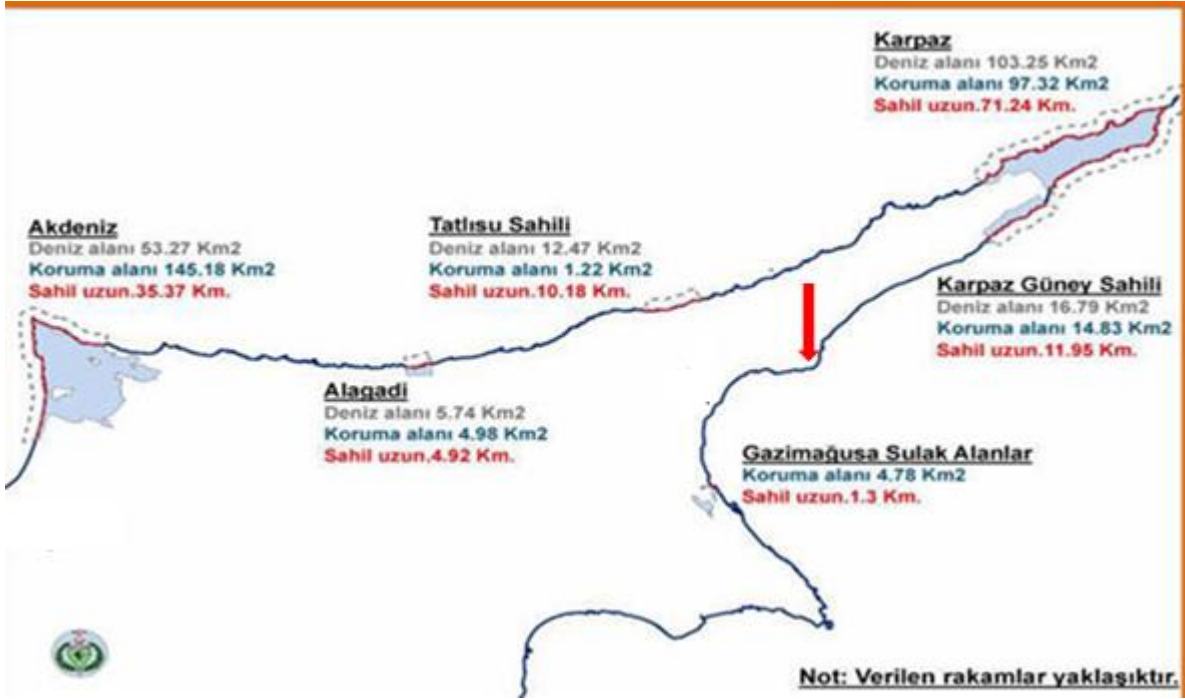 Karpaz
Deniz alanı 103.25 Km2
Koruma alanı 97.32 Km2
Sahil uzun.71.24 Km.
Akdeniz
Deniz alanı 53.27 Km2
Koruma alanı 145.18 Km2
Sahil uzun.35.37 Km.
Tatlısu Sahili
Deniz alanı 12.47 Km2
Koruma alanı 1.22 Km2
Sahil uzun.10.18 Km.
Karpaz Güney Sahili
Deniz alanı 16.79 Km2
Koruma alanı 14.83 Km2
Sahil uzun.11.95 Km.
Alagadi
Deniz alanı 5.74 Km2
Koruma alanı 4.98 Km2
Sahil uzun.4.92 Km.
Gazimağusa Sulak Alanlar
Koruma alanı 4.78 Km2
Sahil uzun.1.3 Km.
Not: Verilen rakamlar yaklaşıktır.